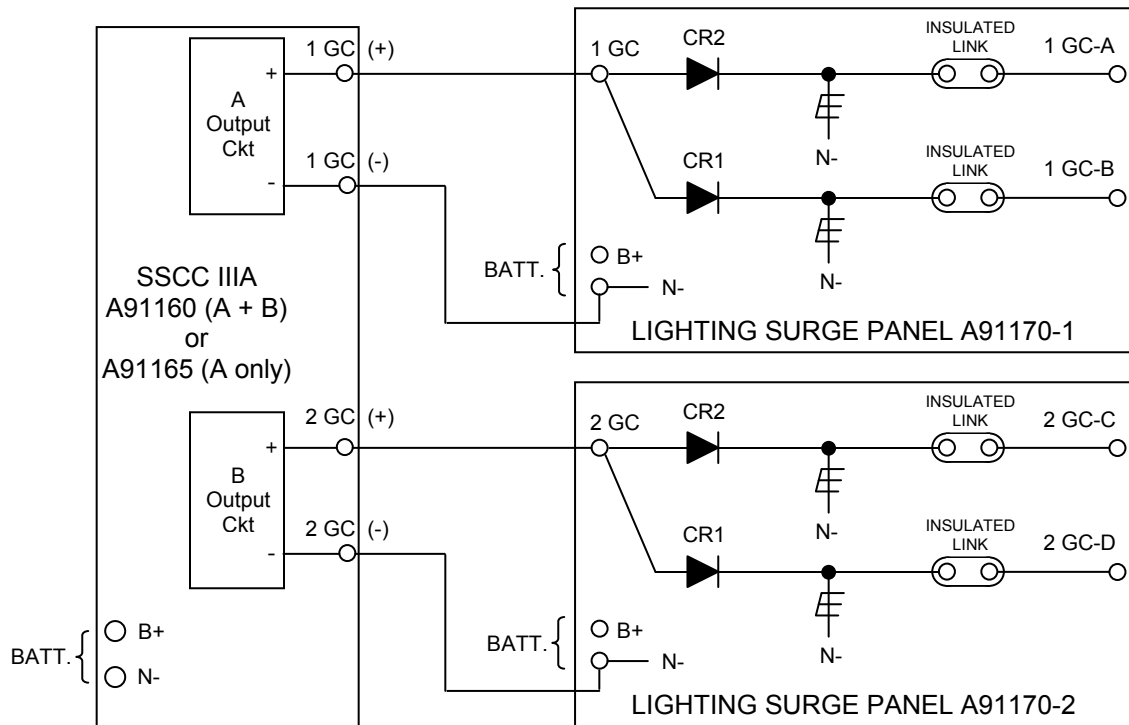 1 GC (+)
+
A
Output
Ckt
-
1 GC (-)
SSCC IIIA
A91160 (A + B)
or
A91165 (A only)
2 GC (+)
+
B
Output
Ckt
-
2 GC (-)
BATT.
B+
N-
1 GC
CR2
INSULATED
LINK
1 GC-A
N-
CR1
INSULATED
LINK
1 GC-B
N-
BATT.
B+
N-
LIGHTING SURGE PANEL A91170-1
2 GC
CR2
INSULATED
LINK
2 GC-C
N-
CR1
INSULATED
LINK
2 GC-D
N-
BATT.
B+
N-
LIGHTING SURGE PANEL A91170-2